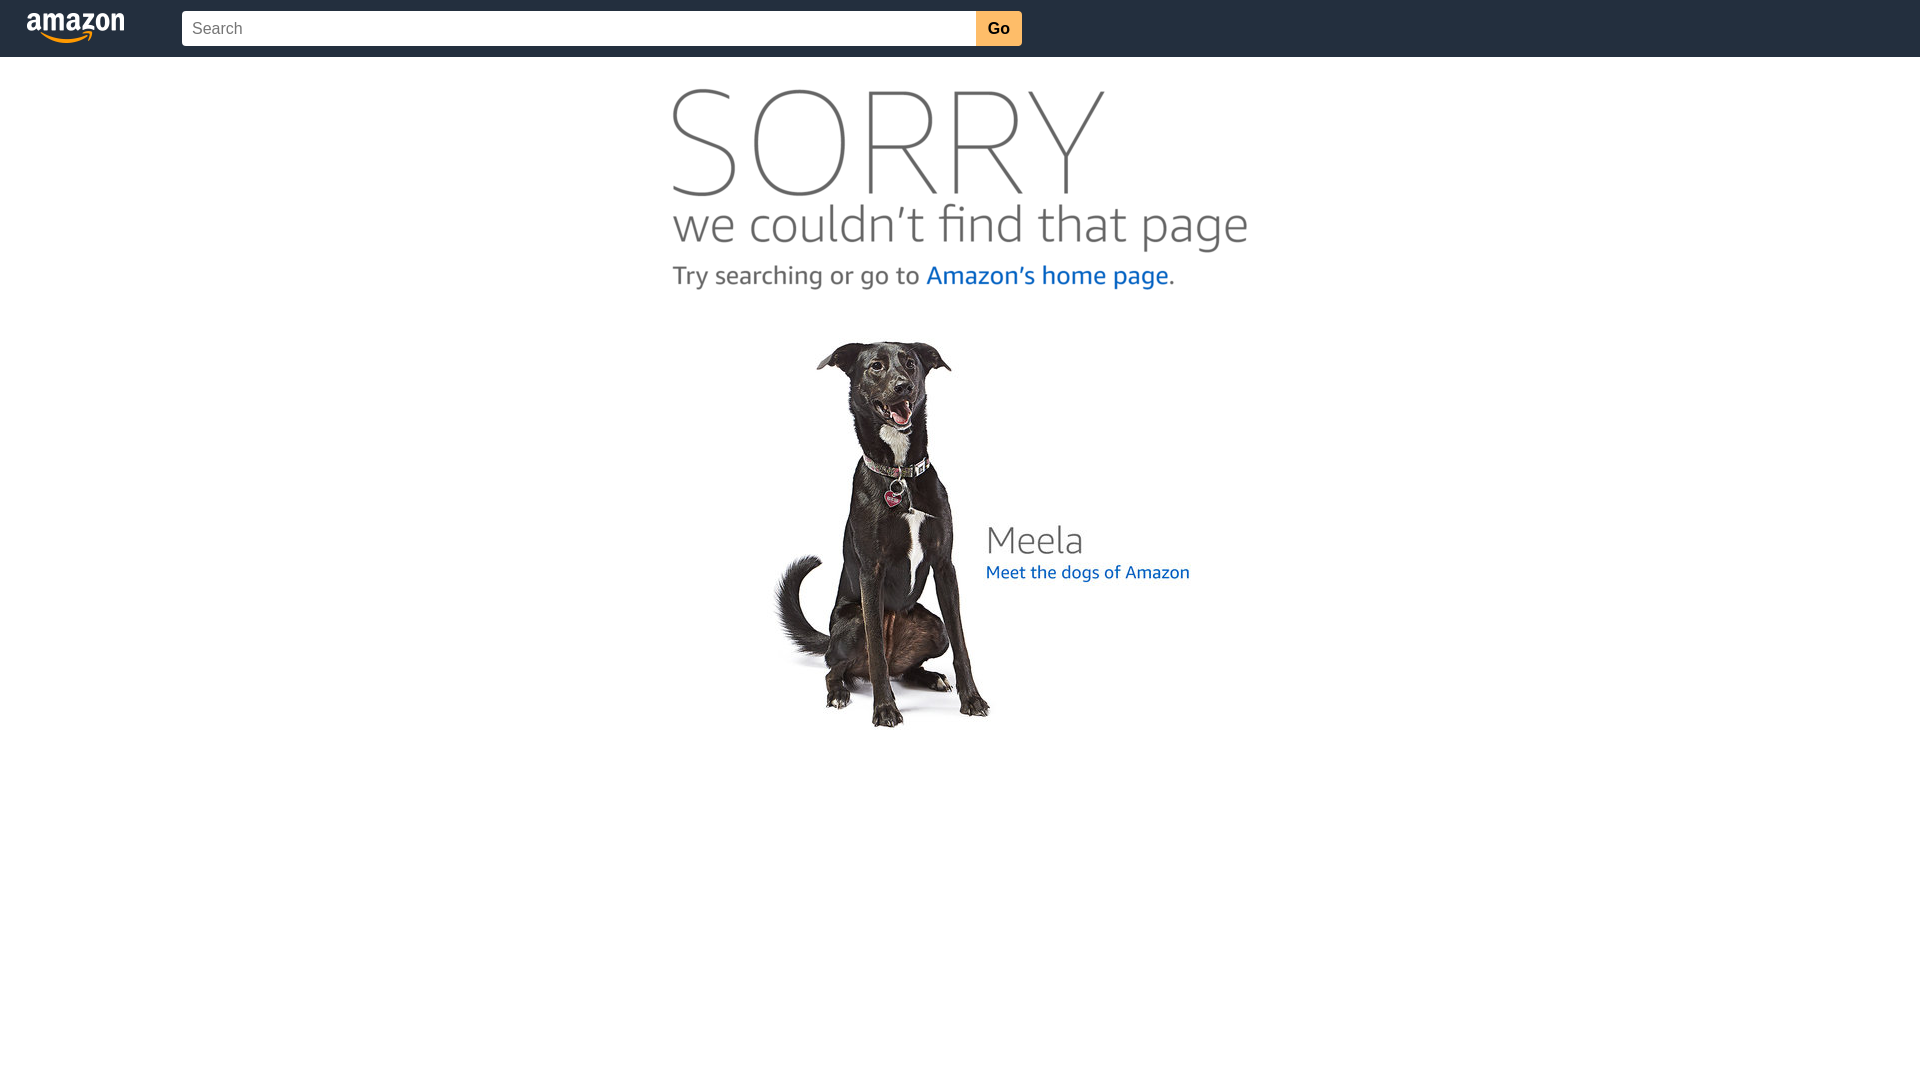 amazon
Search
Go
SORRY
we couldn't find that page
Try searching or go to Amazon's home page.
Meela
Meet the dogs of Amazon